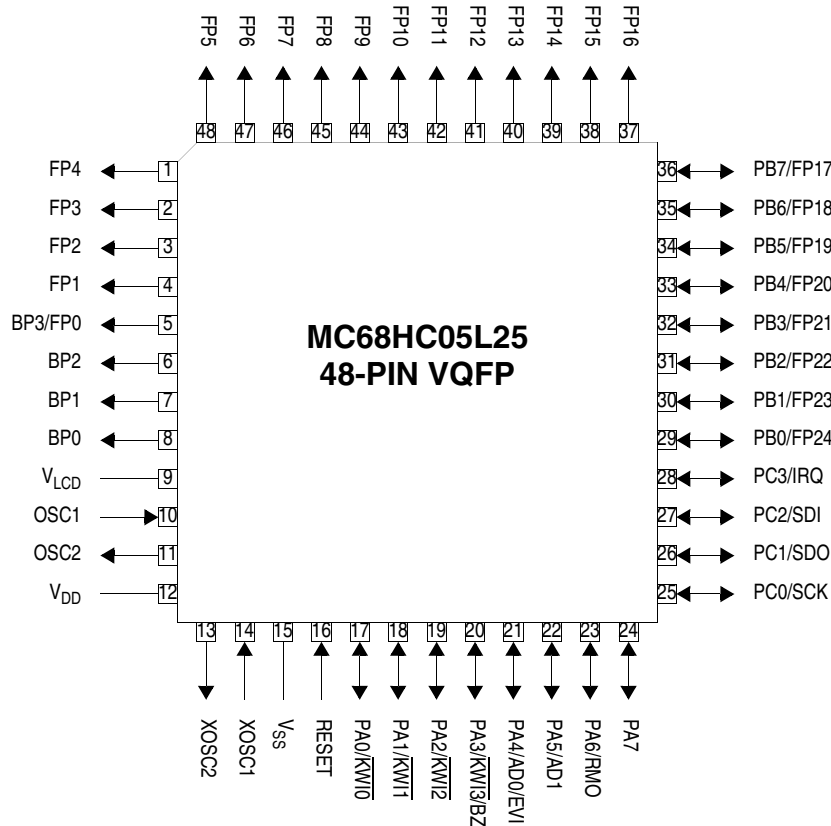 FP5 FP6 FP7 FP8 FP9 FP10 FP11 FP12 FP13 FP14 FP15 FP16
48 47 46 45 44 43 42 41 40 39 38 37
FP4 1 36 PB7/FP17
FP3 2 35 PB6/FP18
FP2 3 34 PB5/FP19
FP1 4 33 PB4/FP20
BP3/FP0 5 32 PB3/FP21
BP2 6 31 PB2/FP22
BP1 7 30 PB1/FP23
BP0 8 29 PB0/FP24
VLCD 9 28 PC3/IRQ
OSC1 10 27 PC2/SDI
OSC2 11 26 PC1/SDO
VDD 12 25 PC0/SCK
MC68HC05L25
48-PIN VQFP
13 14 15 16 17 18 19 20 21 22 23 24
XOSC2 XOSC1 VSS RESET PA0/KWI0 PA1/KWI1 PA2/KWI2 PA3/KWI3/BZ PA4/AD0/EVI PA5/AD1 PA6/RMO PA7